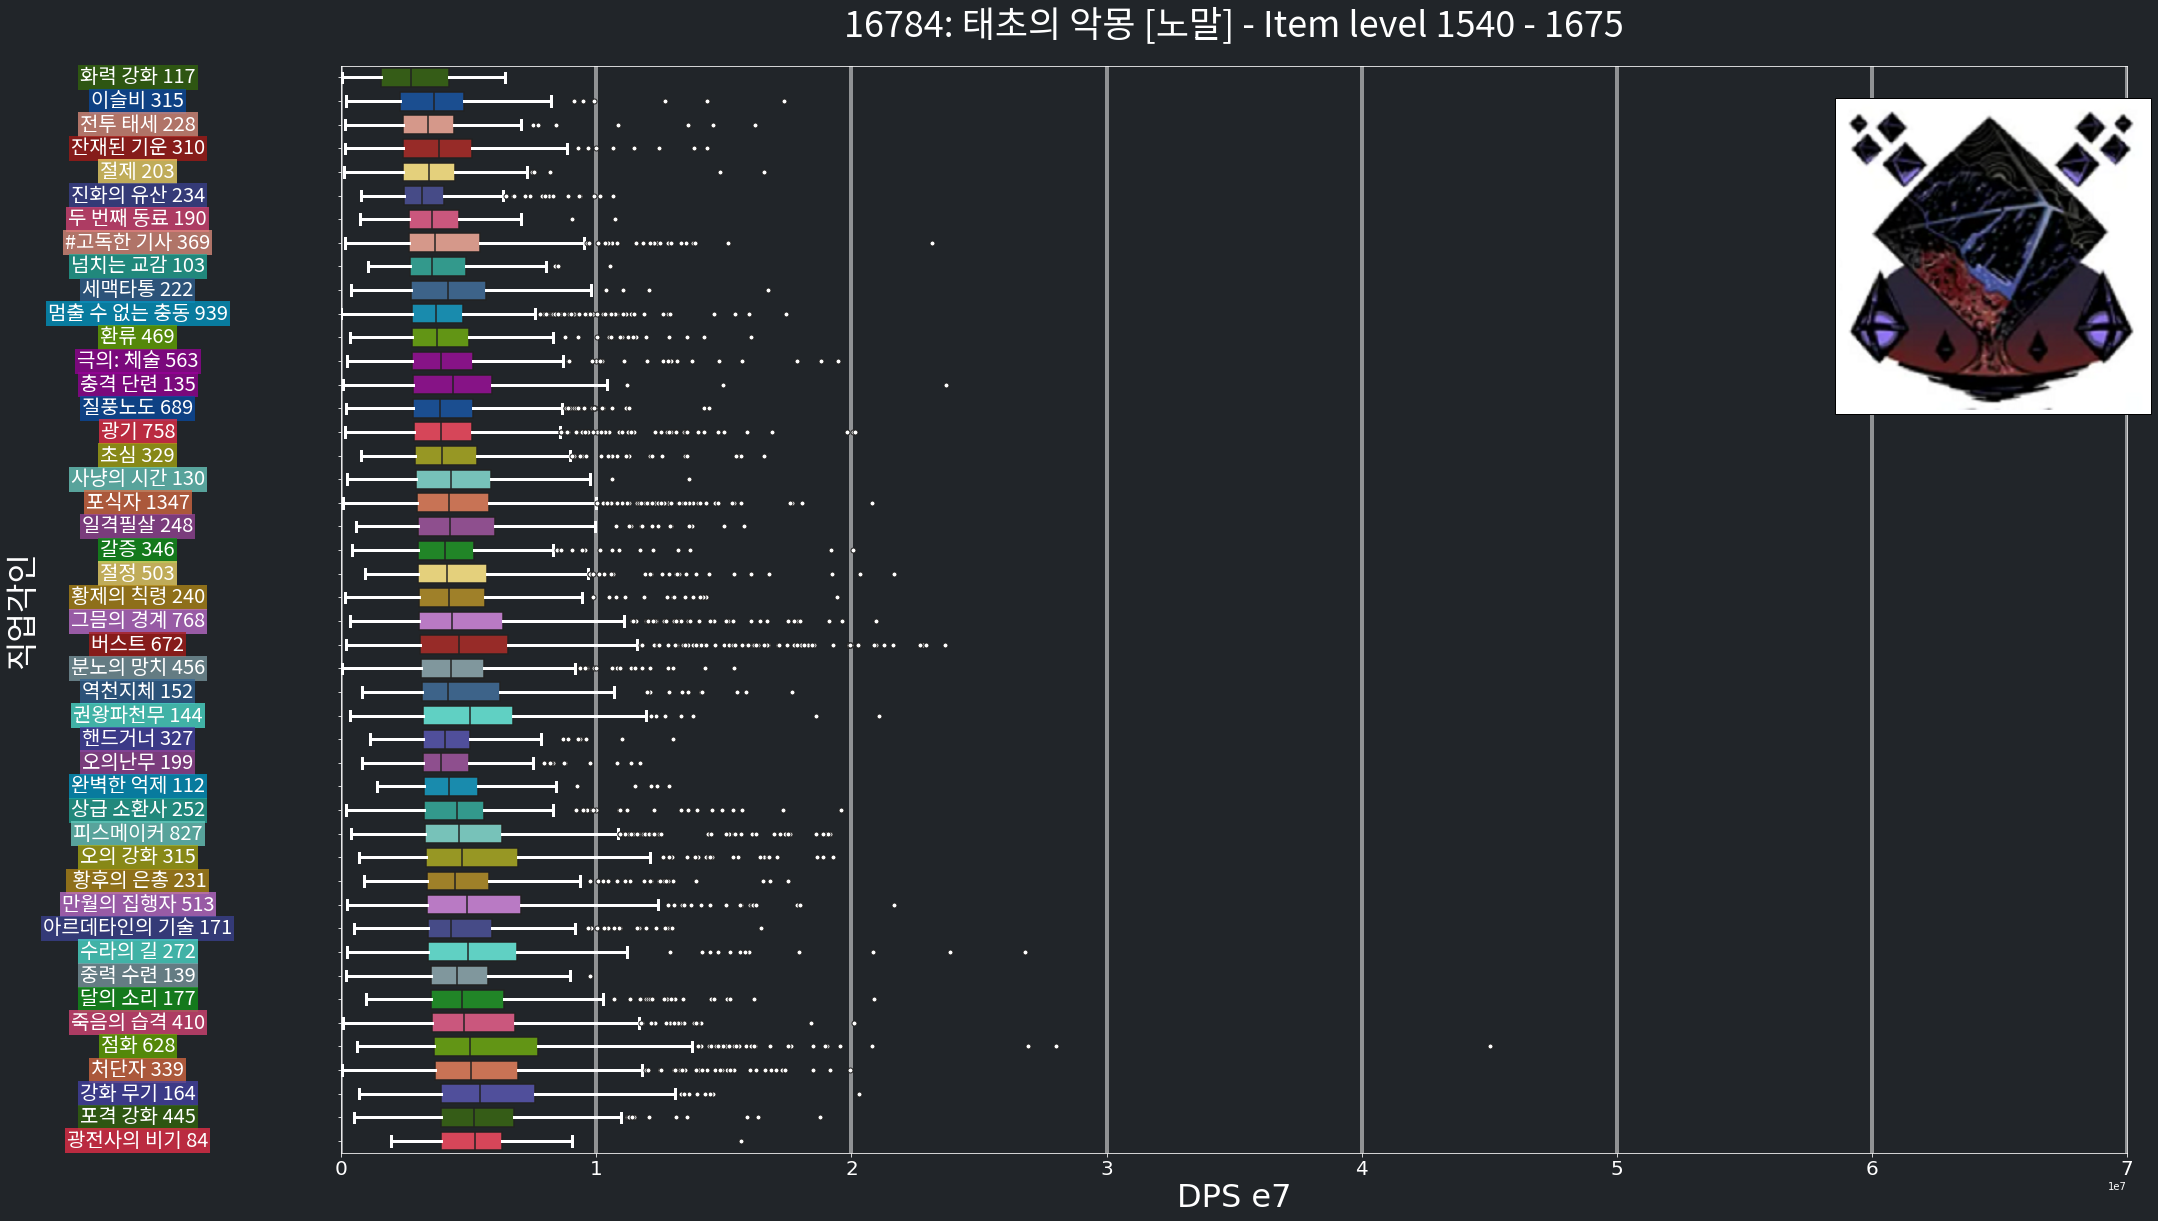 16784: 태초의 악몽 [노말] - Item level 1540 - 1675
화력 강화 117
이슬비 315
전투 태세 228
잔재된 기운 310
절제 203
진화의 유산 234
두 번째 동료 190
#고독한 기사 369
넘치는 교감 103
세맥타통 222
멈출 수 없는 충동 939
환류 469
극의: 체술 563
충격 단련 135
질풍노도 689
광기 758
초심 329
사냥의 시간 130
포식자 1347
일격필살 248
갈증 346
절정 503
황제의 칙령 240
그믐의 경계 768
버스트 672
분노의 망치 456
역천지체 152
권왕파천무 144
핸드거너 327
오의난무 199
완벽한 억제 112
상급 소환사 252
피스메이커 827
오의 강화 315
황후의 은총 231
만월의 집행자 513
아르데타인의 기술 171
수라의 길 272
중력 수련 139
달의 소리 177
죽음의 습격 410
점화 628
처단자 339
강화 무기 164
포격 강화 445
광전사의 비기 84
직업각인
0 1 2 3 4 5 6 7
1e7
DPS e7